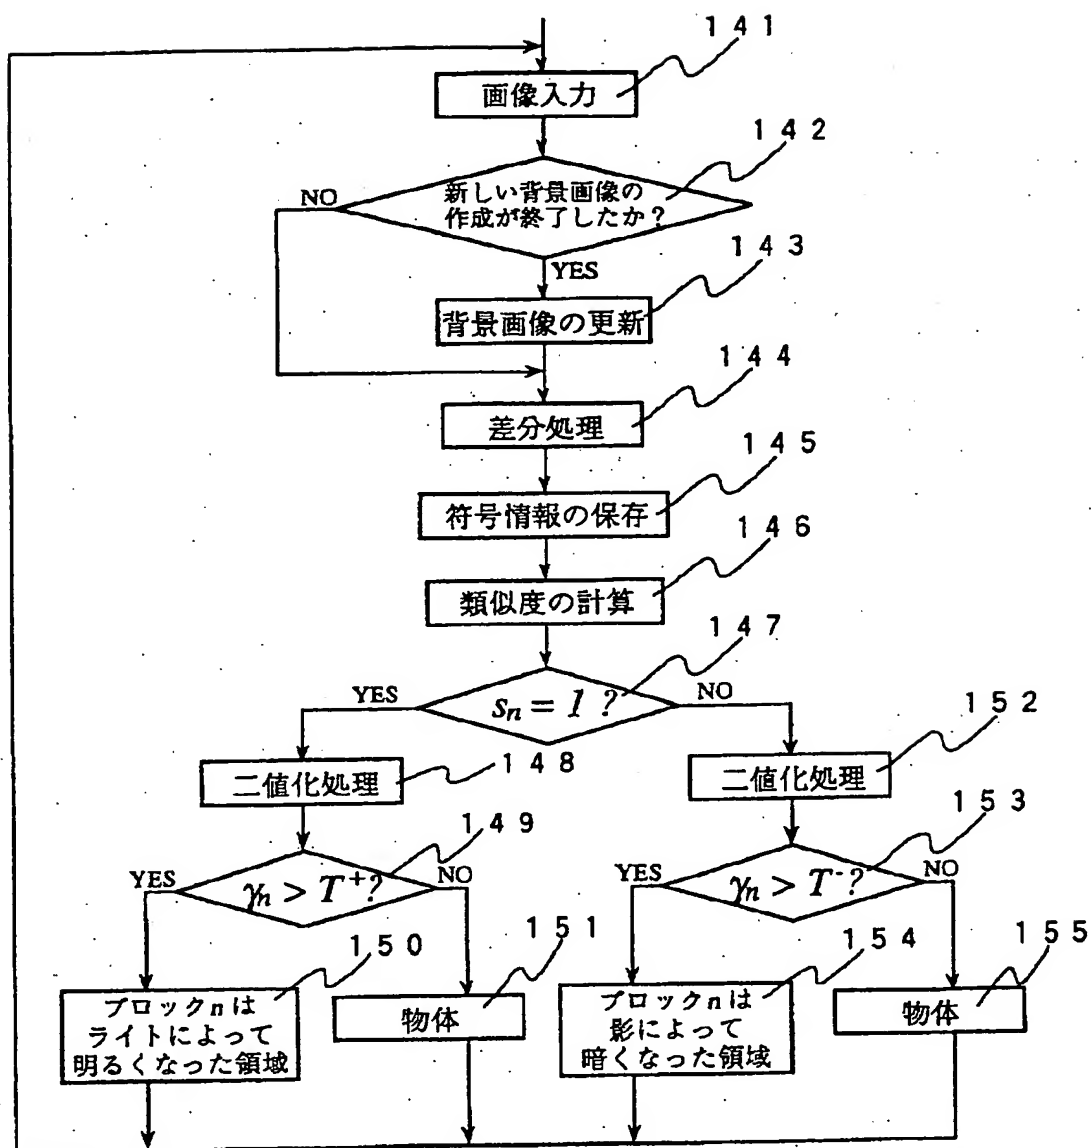 141
画像入力
142
新しい背景画像の
作成が終了したか？
NO
YES
143
背景画像の更新
144
差分処理
145
符号情報の保存
146
類似度の計算
147
YES
sn = 1 ?
NO
148
二値化処理
152
二値化処理
149
YES
γn > T+?
NO
153
YES
γn > T-?
NO
150
ブロックnは
ライトによって
明るくなった領域
151
物体
154
ブロックnは
影によって
暗くなった領域
155
物体